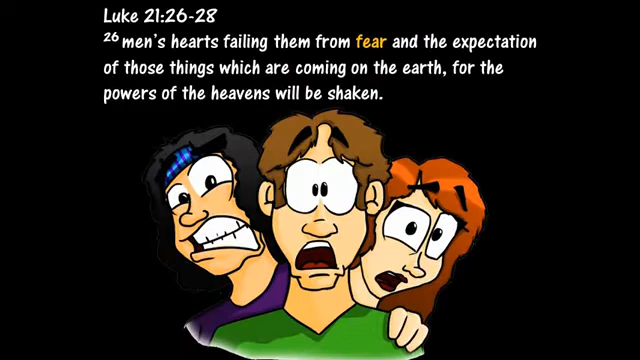 Luke 21:26-28
26 men's hearts failing them from fear and the expectation
of those things which are coming on the earth, for the
powers of the heavens will be shaken.